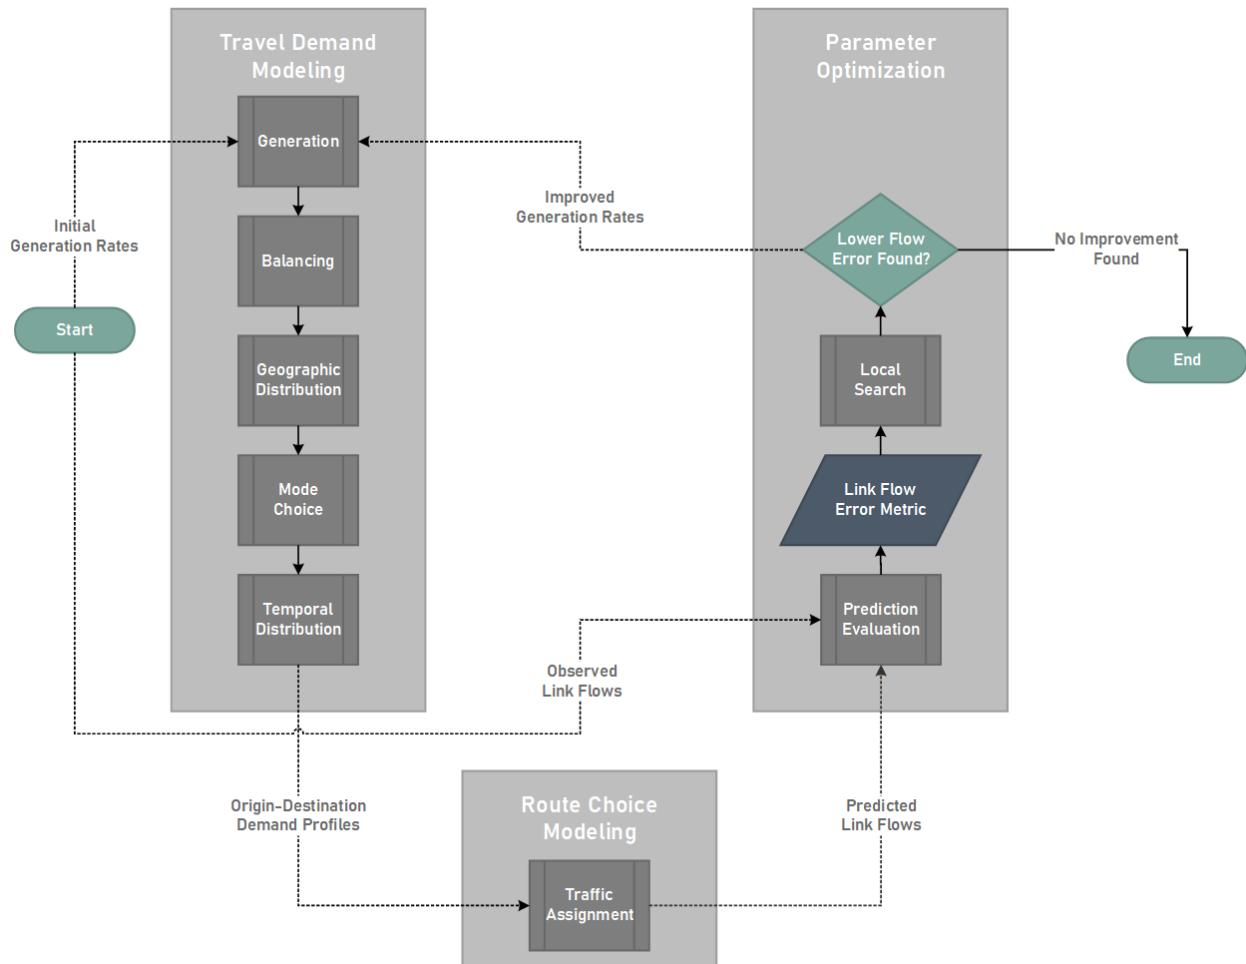 Travel Demand
Modeling
Generation
Balancing
Geographic
Distribution
Mode
Choice
Temporal
Distribution
Initial
Generation Rates
Start
Improved
Generation Rates
Parameter
Optimization
Lower Flow
Error Found?
No Improvement
Found
End
Local
Search
Link Flow
Error Metric
Prediction
Evaluation
Observed
Link Flows
Origin-Destination
Demand Profiles
Route Choice
Modeling
Traffic
Assignment
Predicted
Link Flows